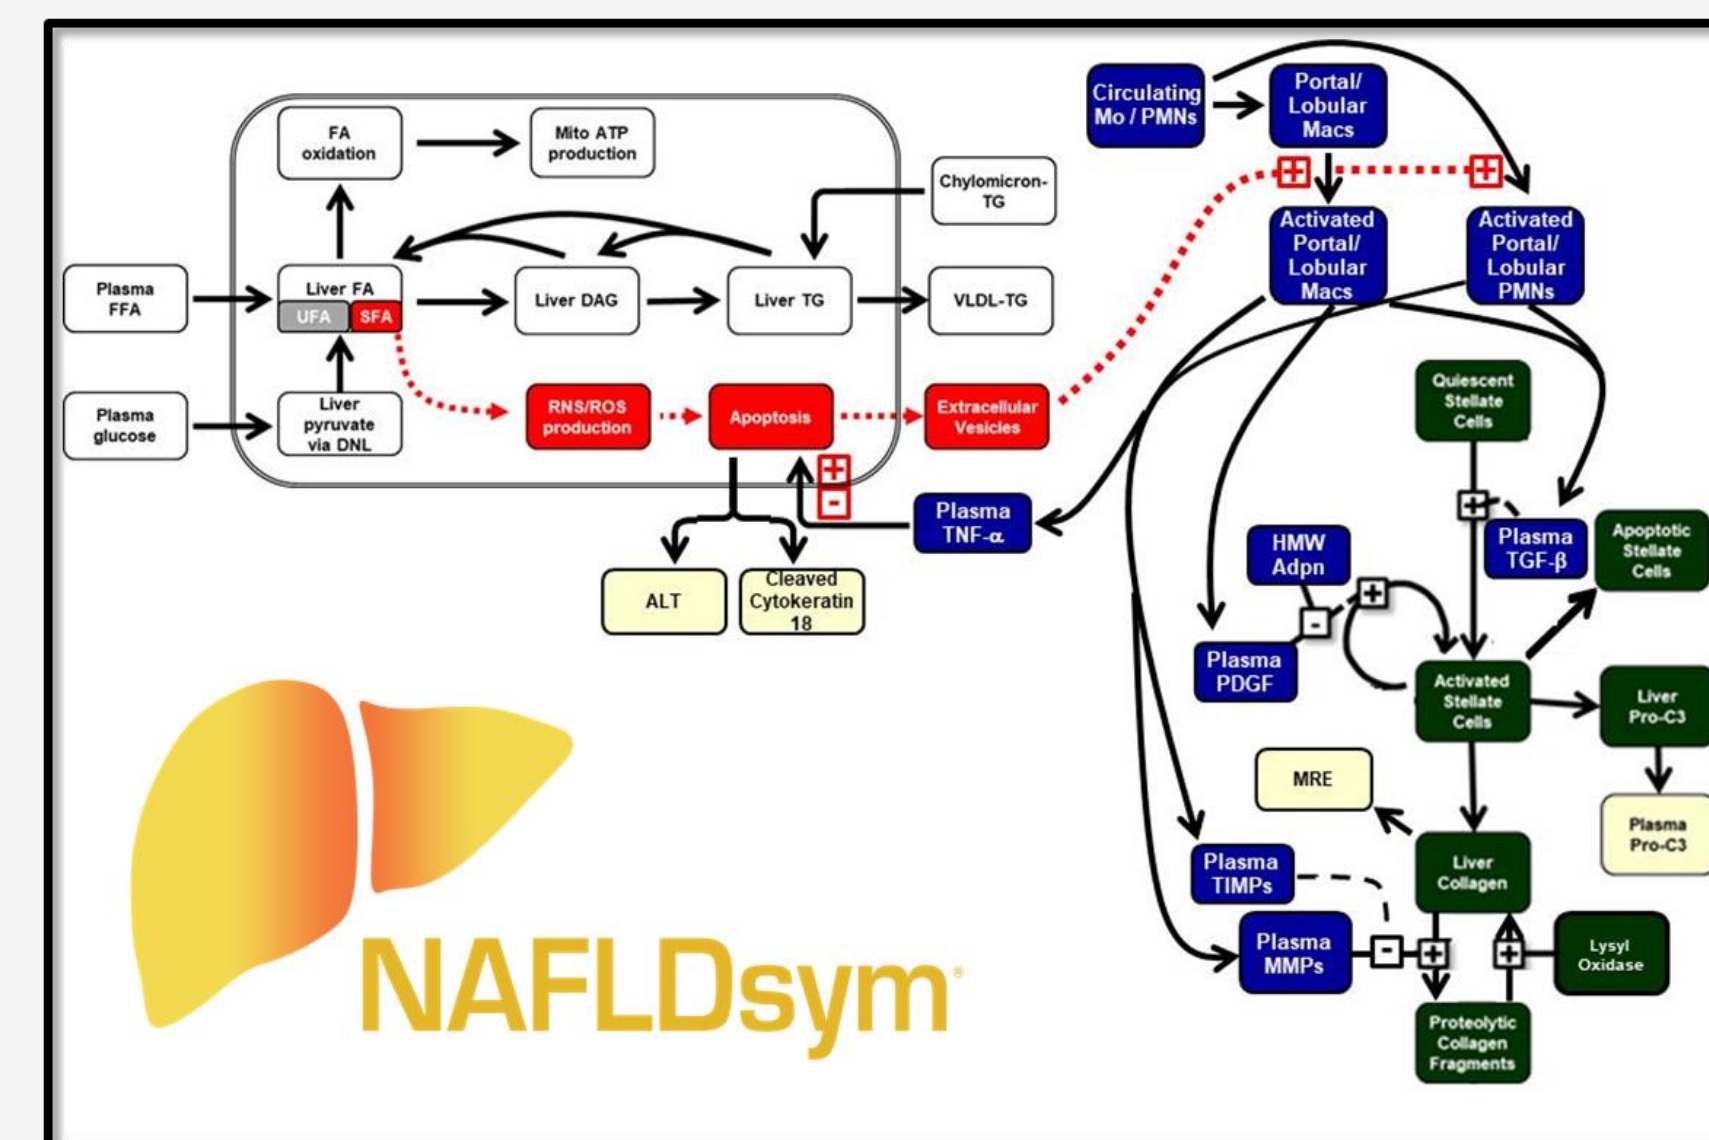 Circulating
Mo / PMNs
Portal/
Lobular
Macs
FA
oxidation
Mito ATP
production
Chylomicron-
TG
+
+
Activated
Portal/
Lobular
Macs
Activated
Portal/
Lobular
PMNs
Plasma
FFA
Liver FA
UFA
SFA
Liver DAG
Liver TG
VLDL-TG
Plasma
glucose
Liver
pyruvate
via DNL
RNS/ROS
production
Apoptosis
Extracellular
Vesicles
+
-
Plasma
TNF-α
ALT
Cleaved
Cytokeratin
18
Quiescent
Stellate
Cells
+
Plasma
TGF-β
Apoptotic
Stellate
Cells
HMW
Adpn
+
-
Plasma
PDGF
Activated
Stellate
Cells
Liver
Pro-C3
MRE
Plasma
Pro-C3
Plasma
TIMPs
Liver
Collagen
Plasma
MMPs
-
+
+
Lysyl
Oxidase
Proteolytic
Collagen
Fragments
NAFLDsym®